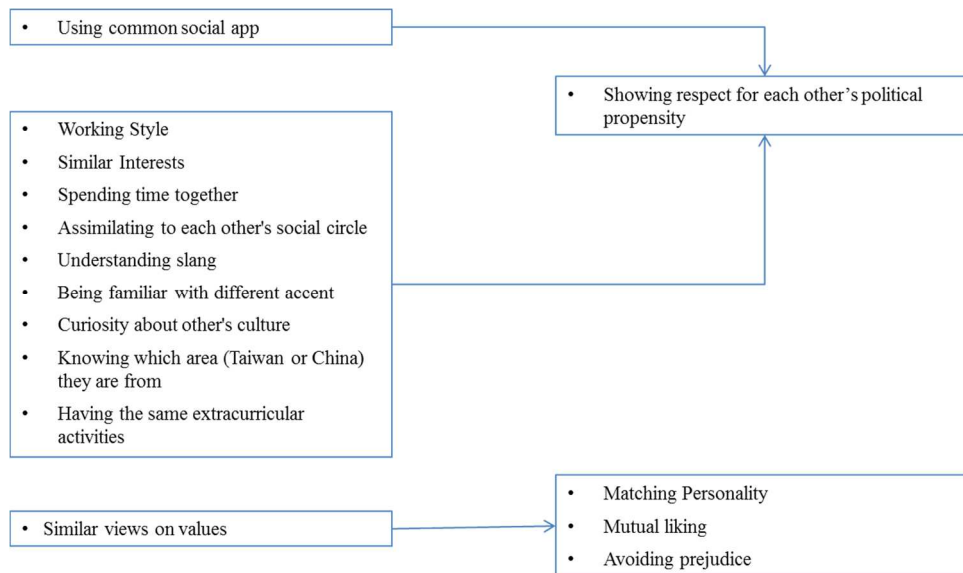 • Using common social app
• Showing respect for each other’s political
propensity
• Working Style
• Similar Interests
• Spending time together
• Assimilating to each other's social circle
• Understanding slang
• Being familiar with different accent
• Curiosity about other's culture
• Knowing which area (Taiwan or China)
they are from
• Having the same extracurricular
activities
• Similar views on values
• Matching Personality
• Mutual liking
• Avoiding prejudice